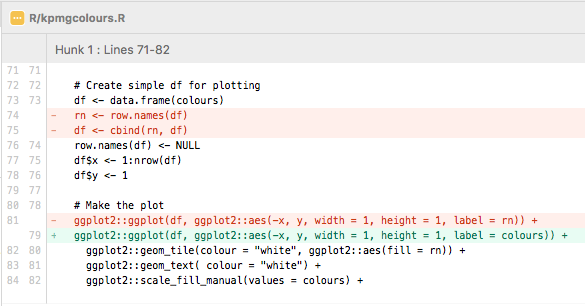 R/kpmgcolours.R
Hunk 1 : Lines 71-82
71 71
72 72 # Create simple df for plotting
73 73 df <- data.frame(colours)
74 - rn <- row.names(df)
75 - df <- cbind(rn, df)
76 74 row.names(df) <- NULL
77 75 df$x <- 1:nrow(df)
78 76 df$y <- 1
79 77
80 78 # Make the plot
81 - ggplot2::ggplot(df, ggplot2::aes(-x, y, width = 1, height = 1, label = rn)) +
79 + ggplot2::ggplot(df, ggplot2::aes(-x, y, width = 1, height = 1, label = colours)) +
82 80 ggplot2::geom_tile(colour = "white", ggplot2::aes(fill = rn)) +
83 81 ggplot2::geom_text( colour = "white") +
84 82 ggplot2::scale_fill_manual(values = colours) +